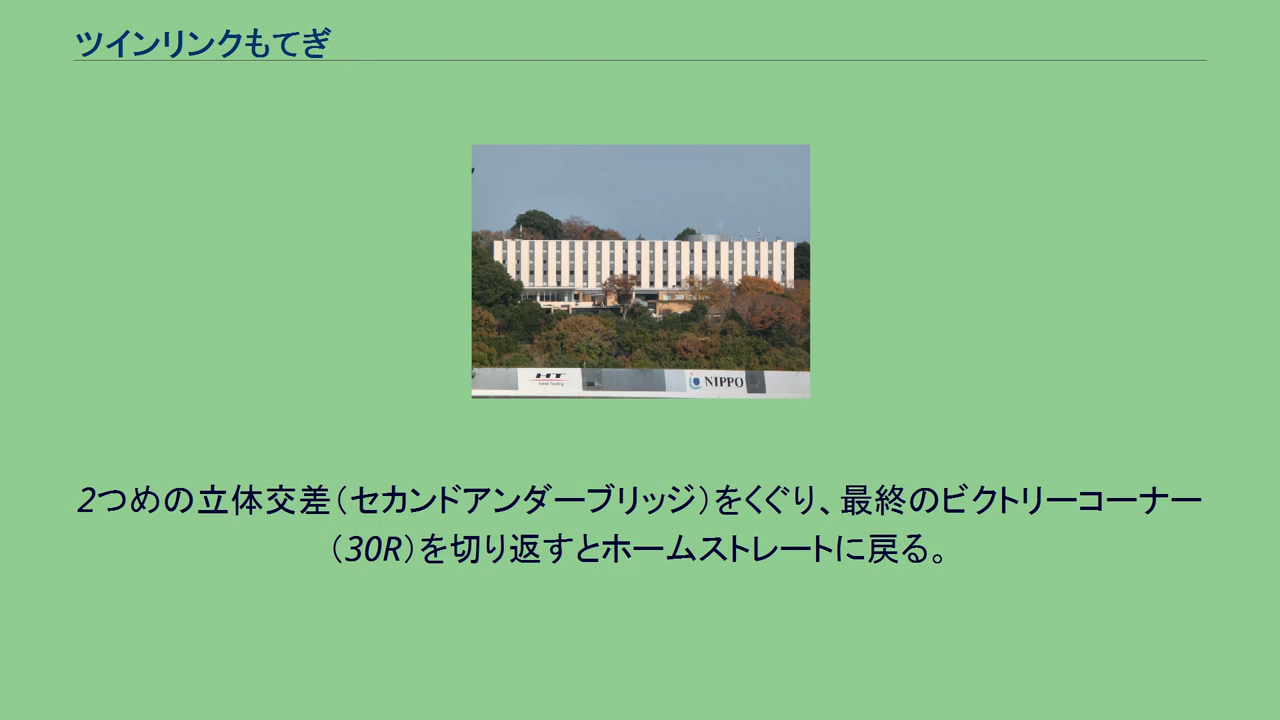 ツインリンクもてぎ
HT
NIPPO
2つめの立体交差（セカンドアンダーブリッジ）をくぐり、最終のビクトリーコーナー
（30R）を切り返すとホームストレートに戻る。